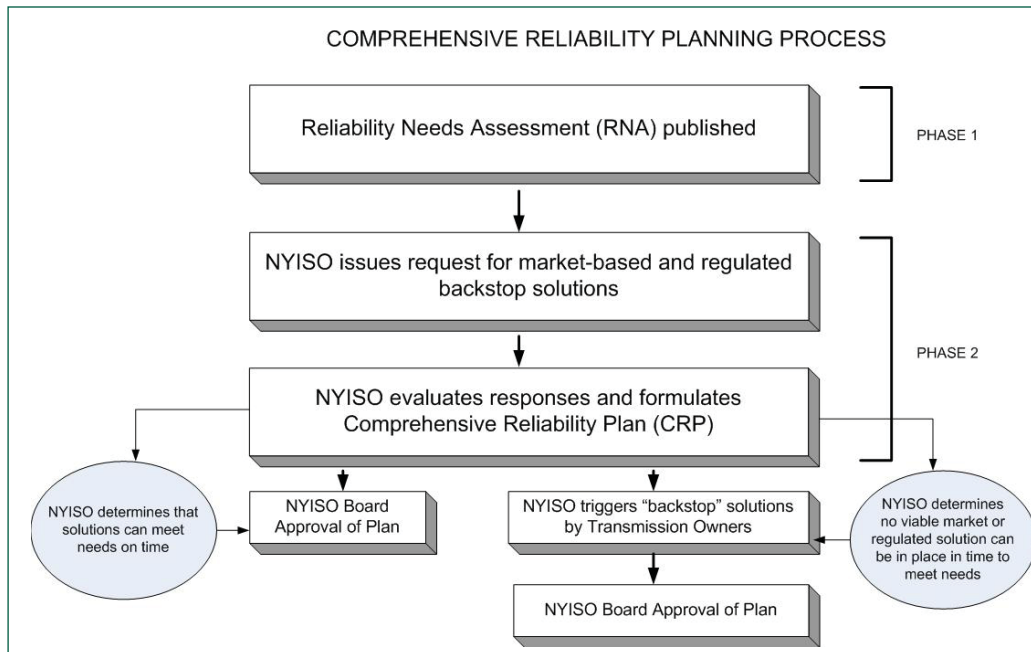 COMPREHENSIVE RELIABILITY PLANNING PROCESS
Reliability Needs Assessment (RNA) published
PHASE 1
NYISO issues request for market-based and regulated
backstop solutions
PHASE 2
NYISO evaluates responses and formulates
Comprehensive Reliability Plan (CRP)
NYISO determines that
solutions can meet
needs on time
NYISO Board
Approval of Plan
NYISO triggers “backstop” solutions
by Transmission Owners
NYISO determines
no viable market or
regulated solution can
be in place in time to
meet needs
NYISO Board Approval of Plan